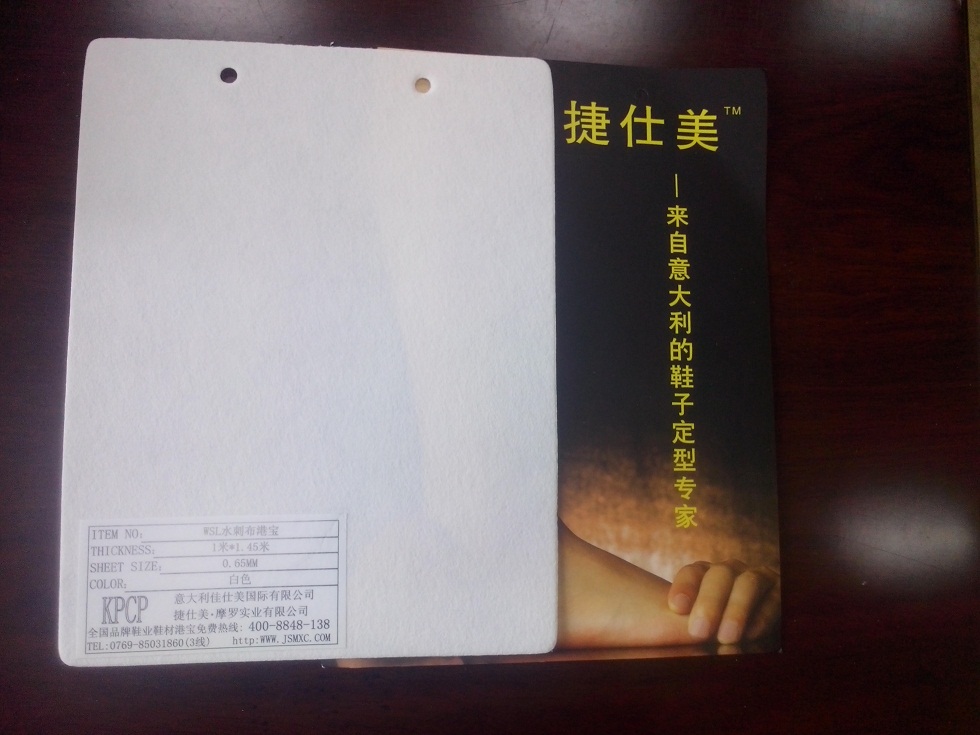 捷仕美™
—来自意大利的鞋子定型专家
ITEM NO: WSL水刺布港宝
THICKNESS: 1米*1.45米
SHEET SIZE: 0.65MM
COLOR: 白色
KPCP
意大利佳仕美国际有限公司
捷仕美·摩罗实业有限公司
全国品牌鞋业鞋材港宝免费热线: 400-8848-138
TEL:0769-85031860(3线) http:WWW.JSMXC.COM